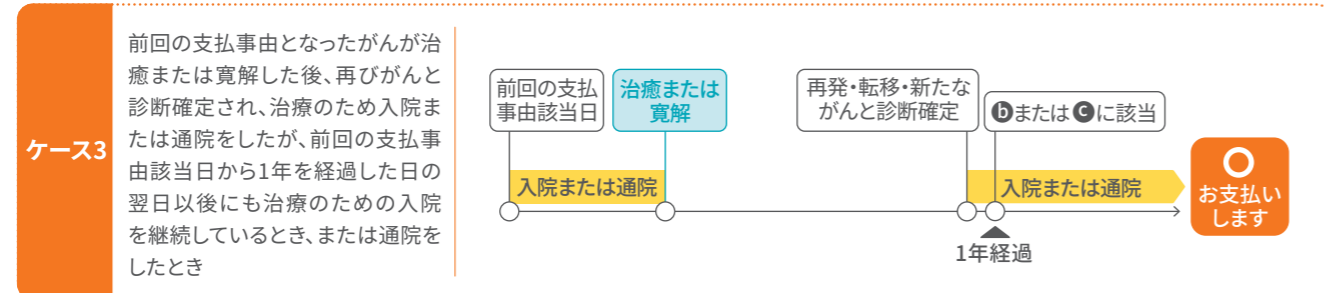 ケース3
前回の支払事由となったがんが治
癒または寛解した後、再びがんと
診断確定され、治療のため入院ま
たは通院をしたが、前回の支払事
由該当日から1年を経過した日の
翌日以後にも治療のための入院
を継続しているとき、または通院を
したとき
前回の支払
事由該当日
治癒または
寛解
再発・転移・新たな
がんと診断確定
ⓑまたはⓒに該当
入院または通院
入院または通院
1年経過
お支払い
します